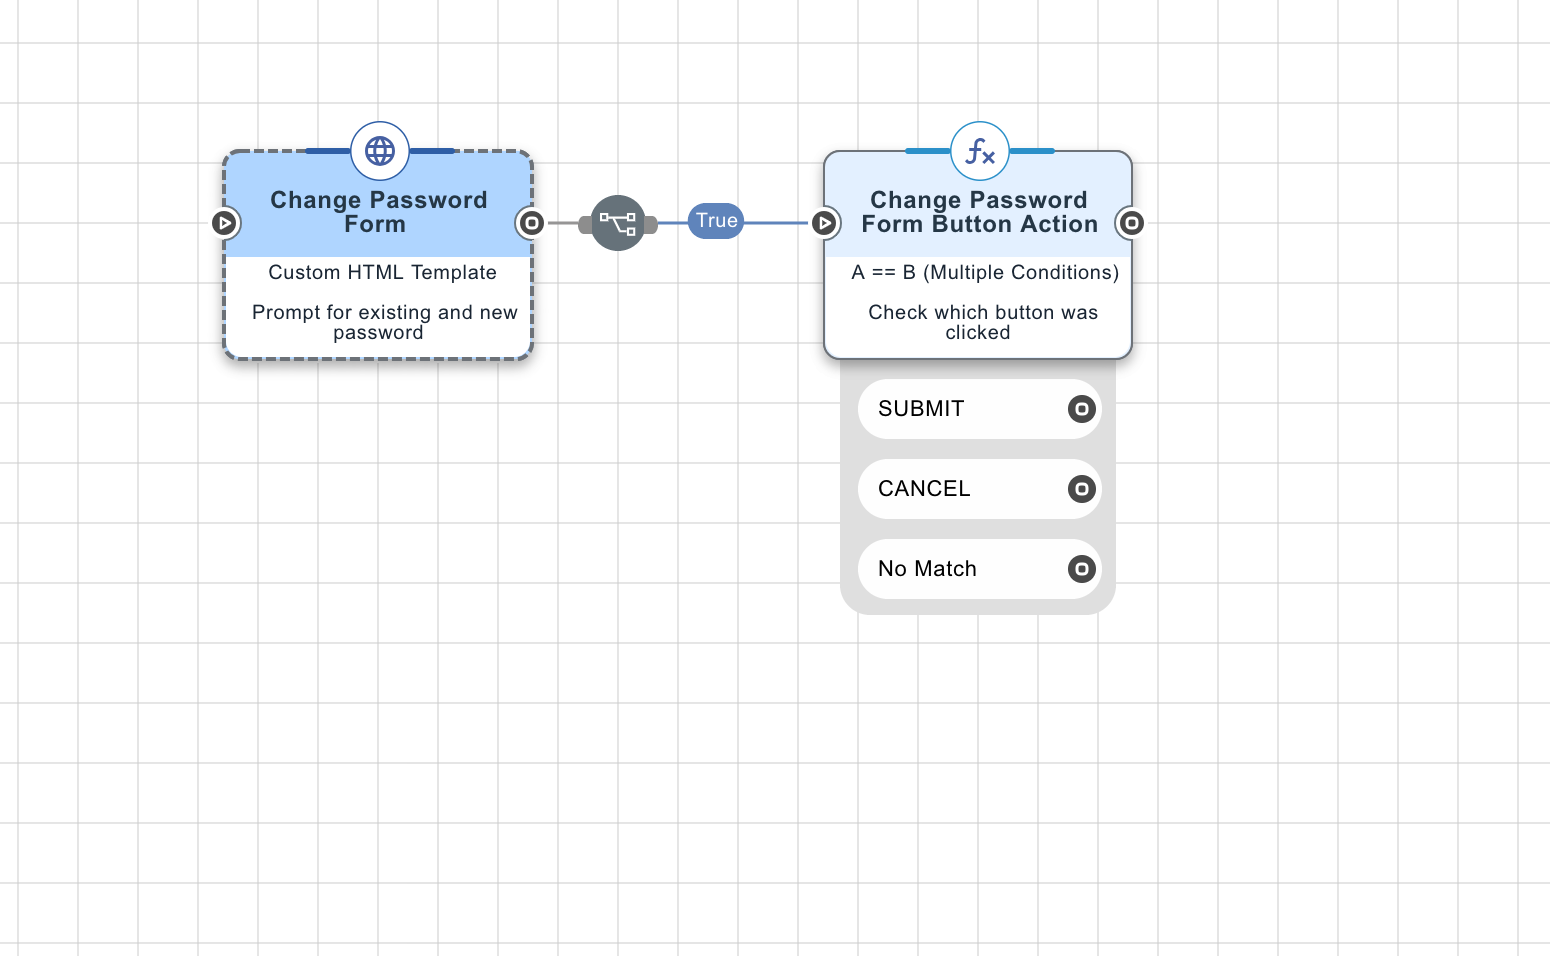 Change Password
Form
Custom HTML Template
Prompt for existing and new
password
True
Change Password
Form Button Action
A == B (Multiple Conditions)
Check which button was
clicked
SUBMIT
CANCEL
No Match